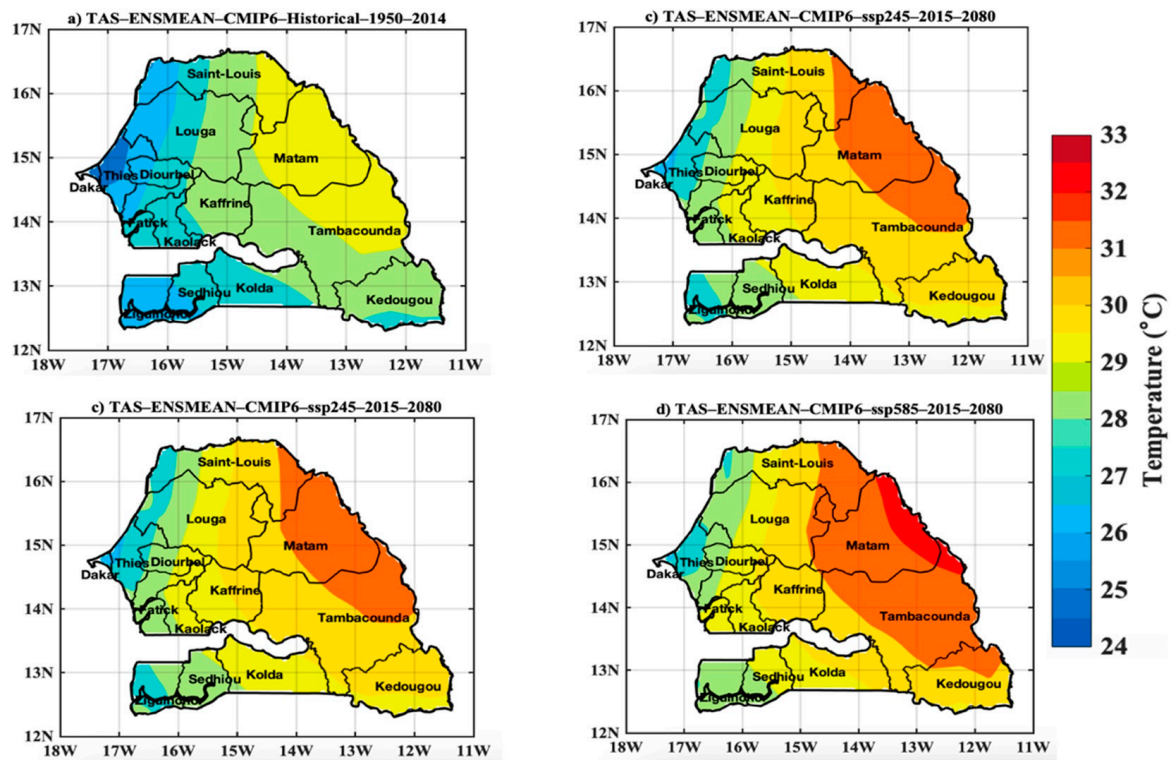 a) TAS–ENSMEAN–CMIP6–Historical–1950–2014
17N
16N
15N
14N
13N
12N
Saint-Louis
Louga
Matam
Dakar
Thies
Diourbel
Kaffrine
Fatick
Kaolack
Tambacounda
Sedhiou
Kolda
Kedougou
Ziguinchor
18W 17W 16W 15W 14W 13W 12W 11W
c) TAS–ENSMEAN–CMIP6–ssp245–2015–2080
17N
16N
15N
14N
13N
12N
Saint-Louis
Louga
Matam
Dakar
Thies
Diourbel
Kaffrine
Fatick
Kaolack
Tambacounda
Sedhiou
Kolda
Kedougou
Ziguinchor
18W 17W 16W 15W 14W 13W 12W 11W
c) TAS–ENSMEAN–CMIP6–ssp245–2015–2080
17N
16N
15N
14N
13N
12N
Saint-Louis
Louga
Matam
Dakar
Thies
Diourbel
Kaffrine
Fatick
Kaolack
Tambacounda
Sedhiou
Kolda
Kedougou
Ziguinchor
18W 17W 16W 15W 14W 13W 12W 11W
d) TAS–ENSMEAN–CMIP6–ssp585–2015–2080
17N
16N
15N
14N
13N
12N
Saint-Louis
Louga
Matam
Dakar
Thies
Diourbel
Kaffrine
Fatick
Kaolack
Tambacounda
Sedhiou
Kolda
Kedougou
Ziguinchor
18W 17W 16W 15W 14W 13W 12W 11W
33
32
31
30
29
28
27
26
25
24
Temperature (°C)